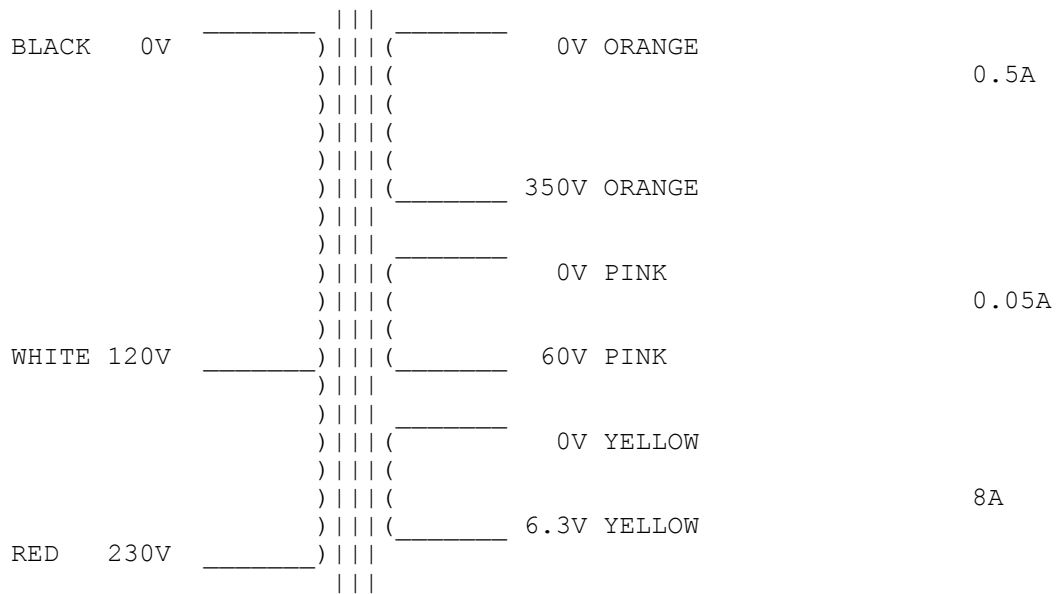 BLACK 0V 0V ORANGE
0.5A
350V ORANGE
0V PINK
0.05A
WHITE 120V 60V PINK
0V YELLOW
8A
6.3V YELLOW
RED 230V